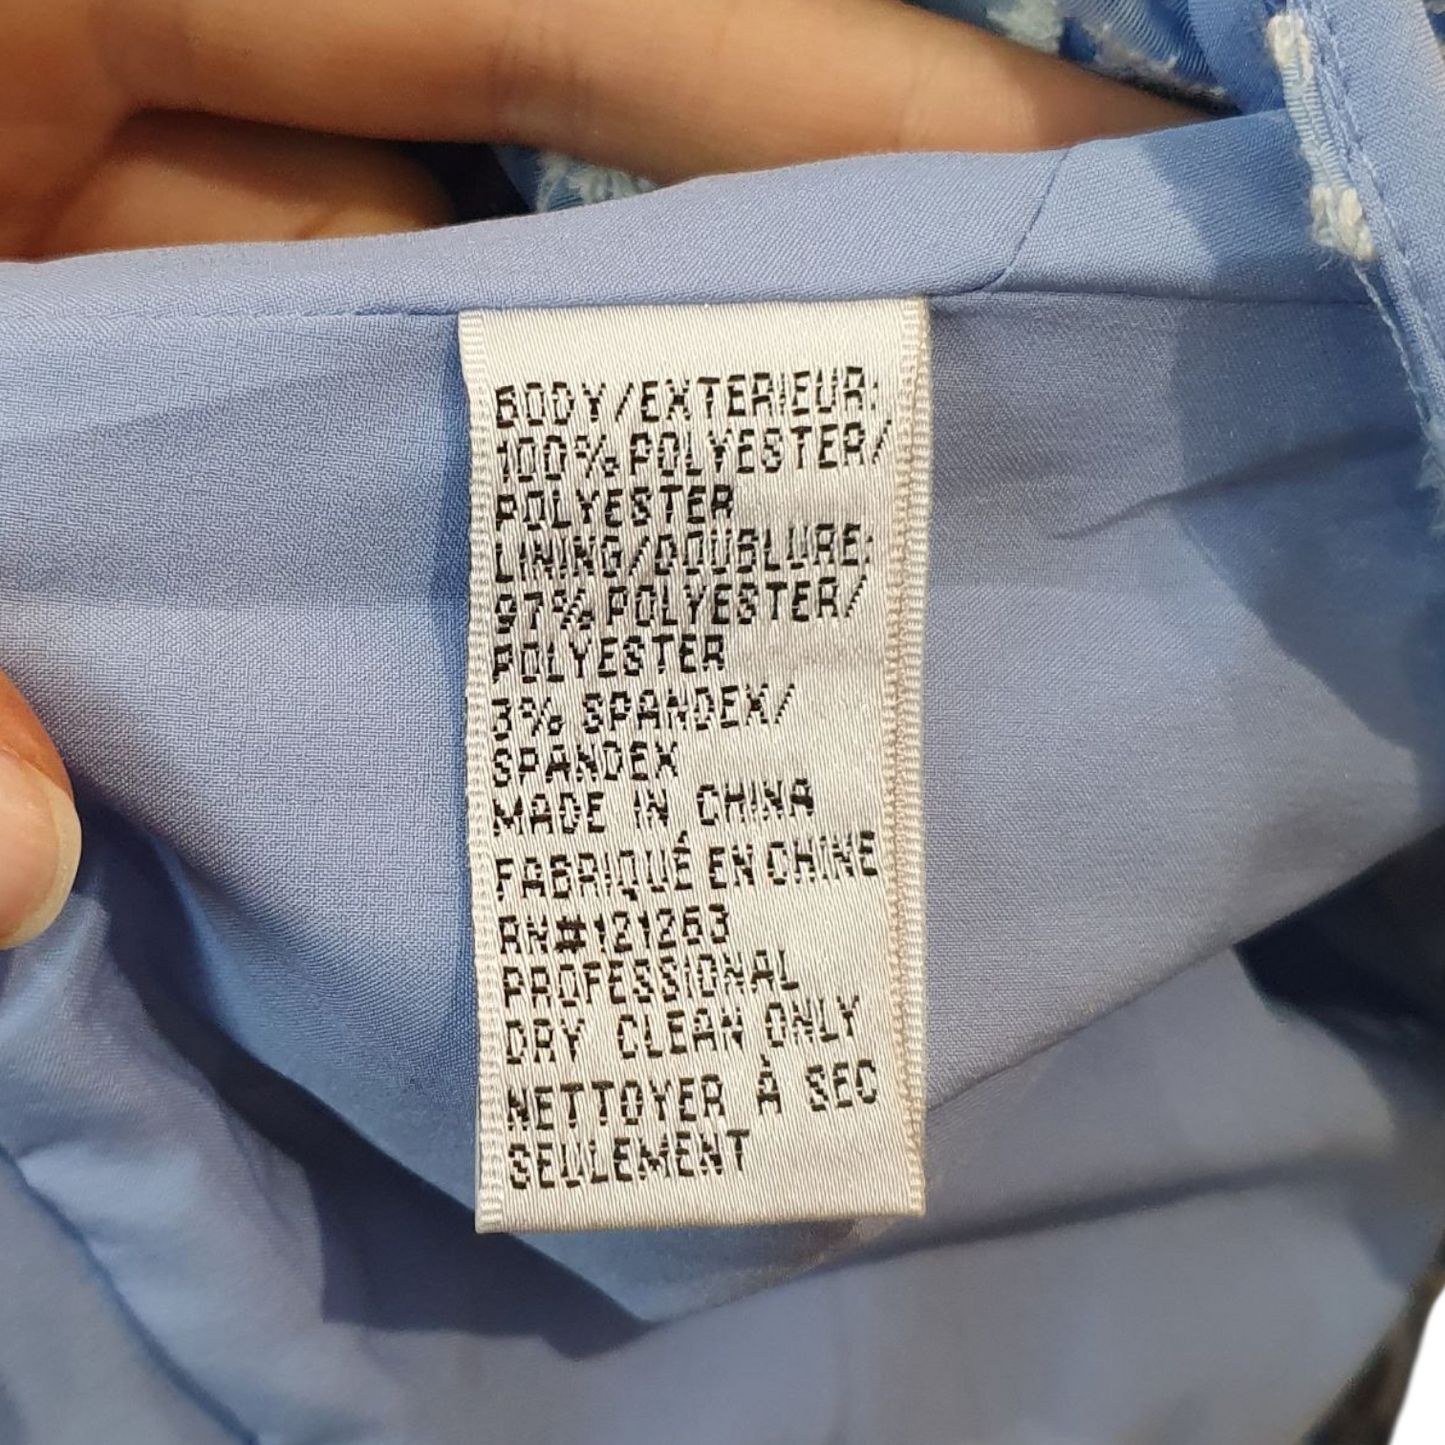 BODY/EXTERIEUR:
100% POLYESTER/
POLYESTER
LINING/DOUBLURE:
97% POLYESTER/
POLYESTER
3% SPANDEX/
SPANDEX
MADE IN CHINA
FABRIQUÉ EN CHINE
RN#121263
PROFESSIONAL
DRY CLEAN ONLY
NETTOYER À SEC
SEULEMENT